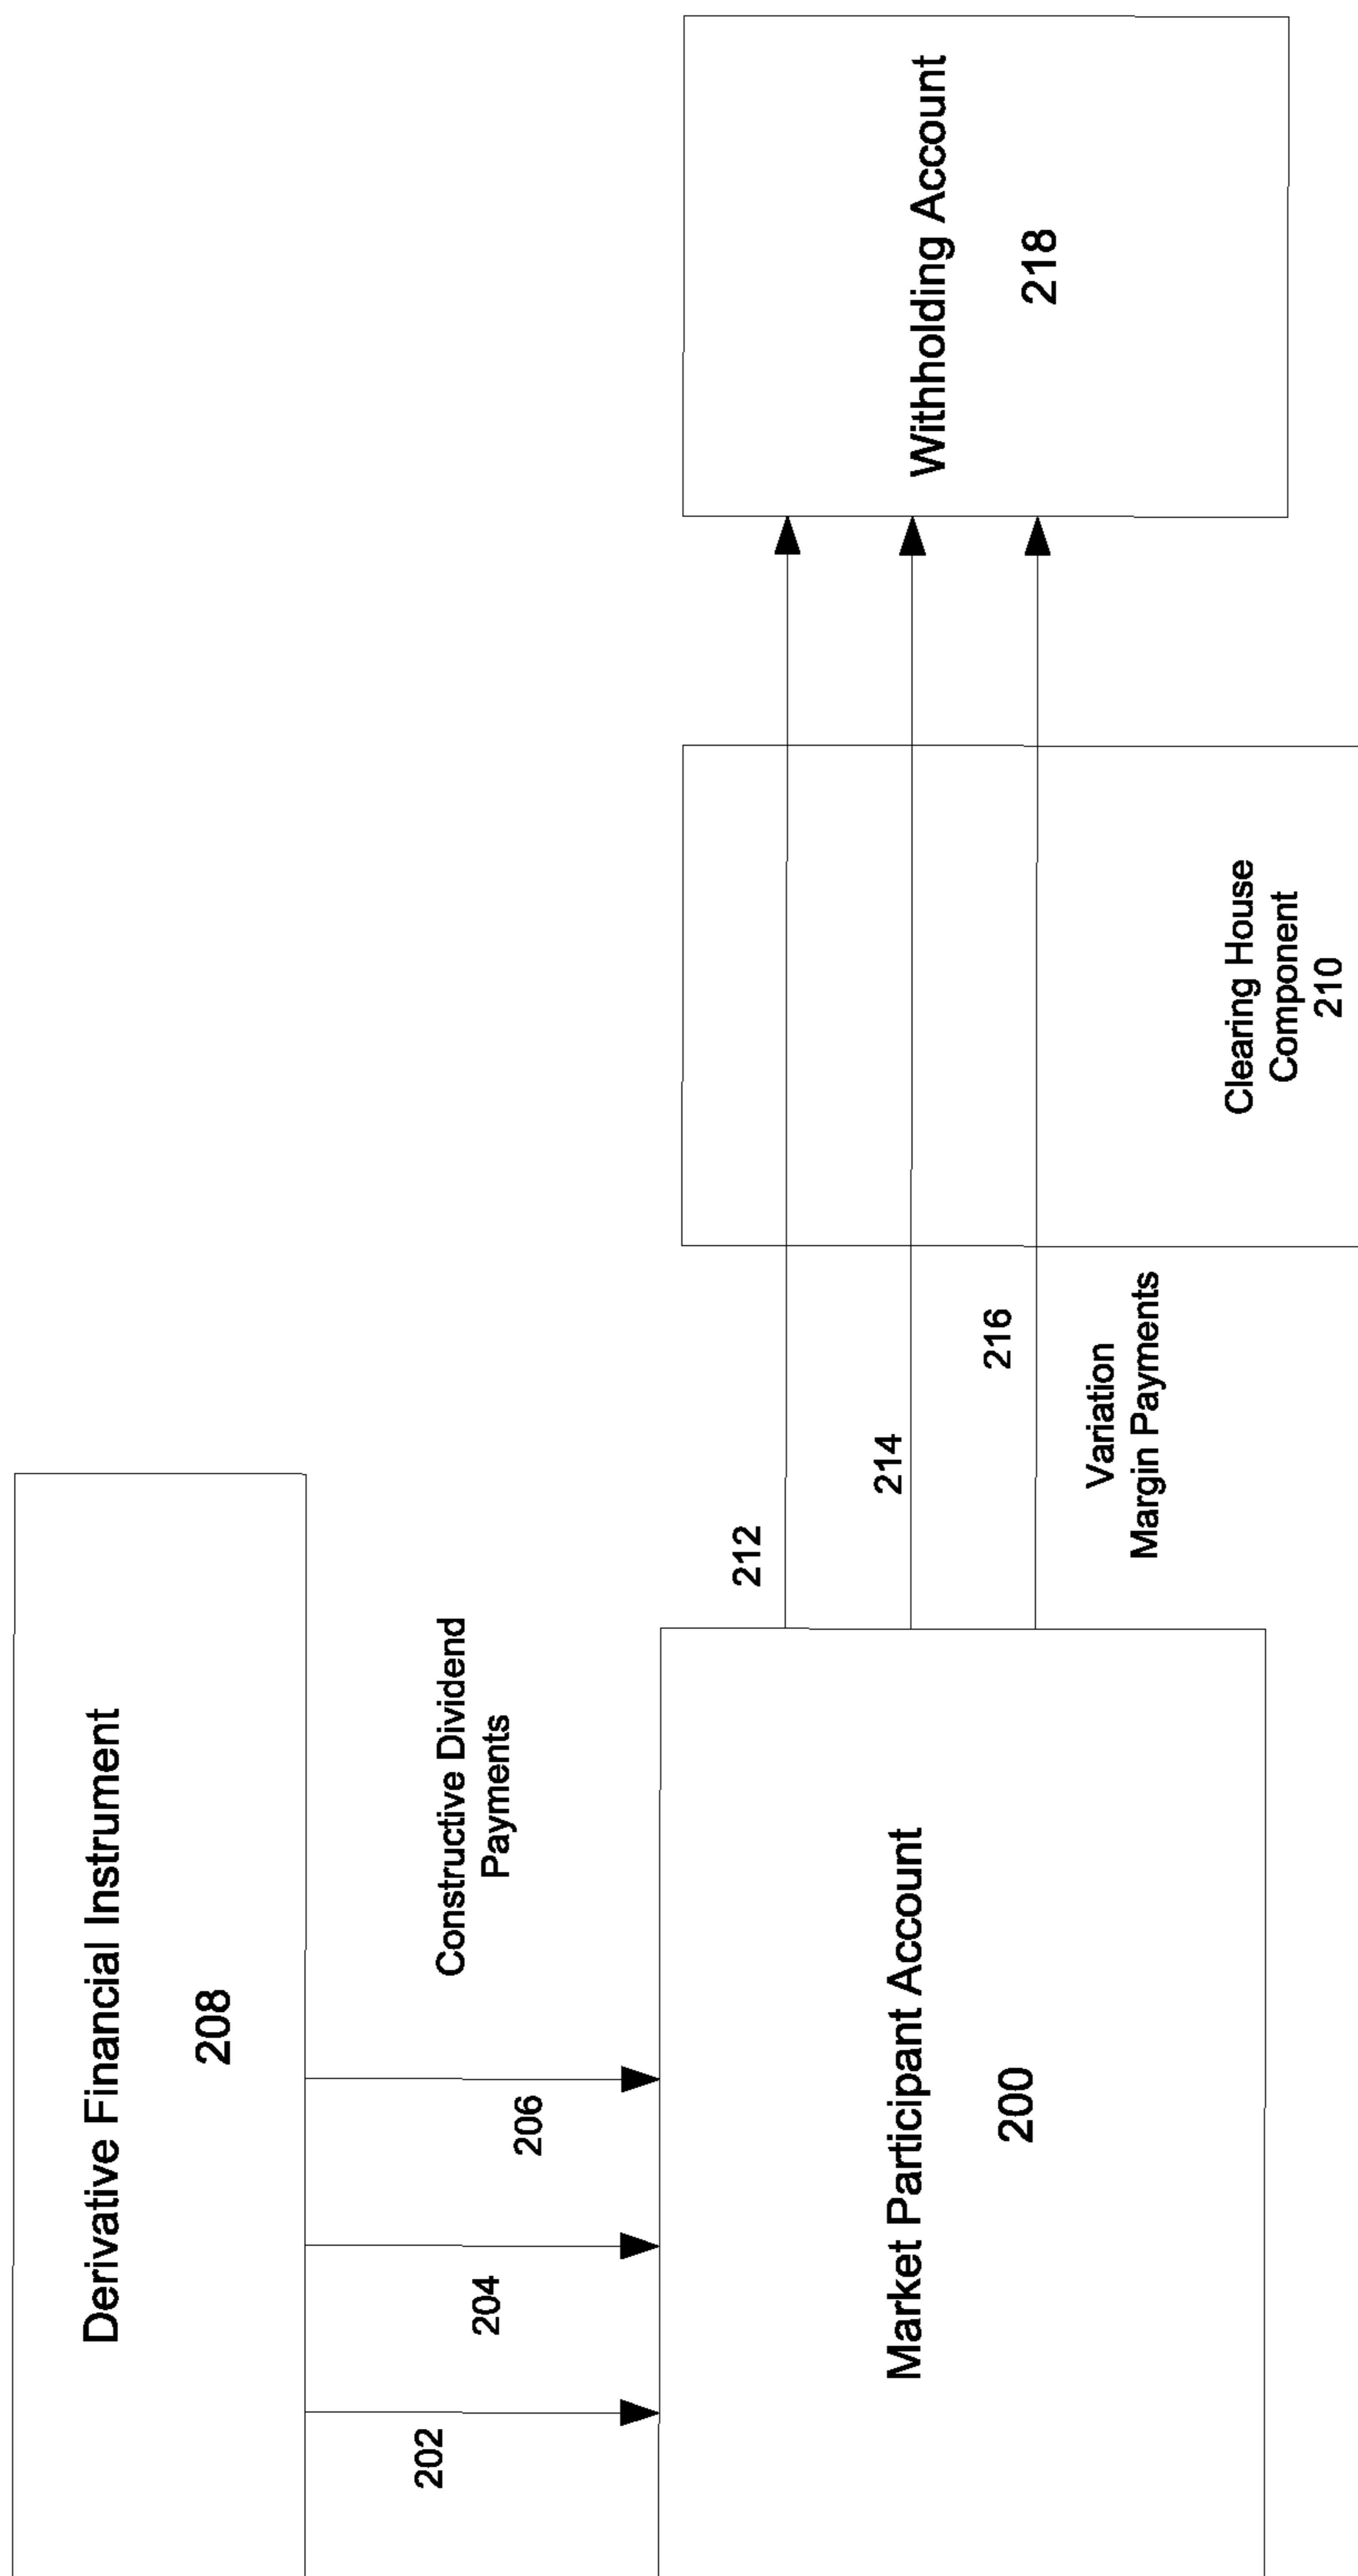 Derivative Financial Instrument
208
Constructive Dividend
Payments
202
204
206
Market Participant Account
200
212
214
216
Variation
Margin Payments
Clearing House
Component
210
Withholding Account
218